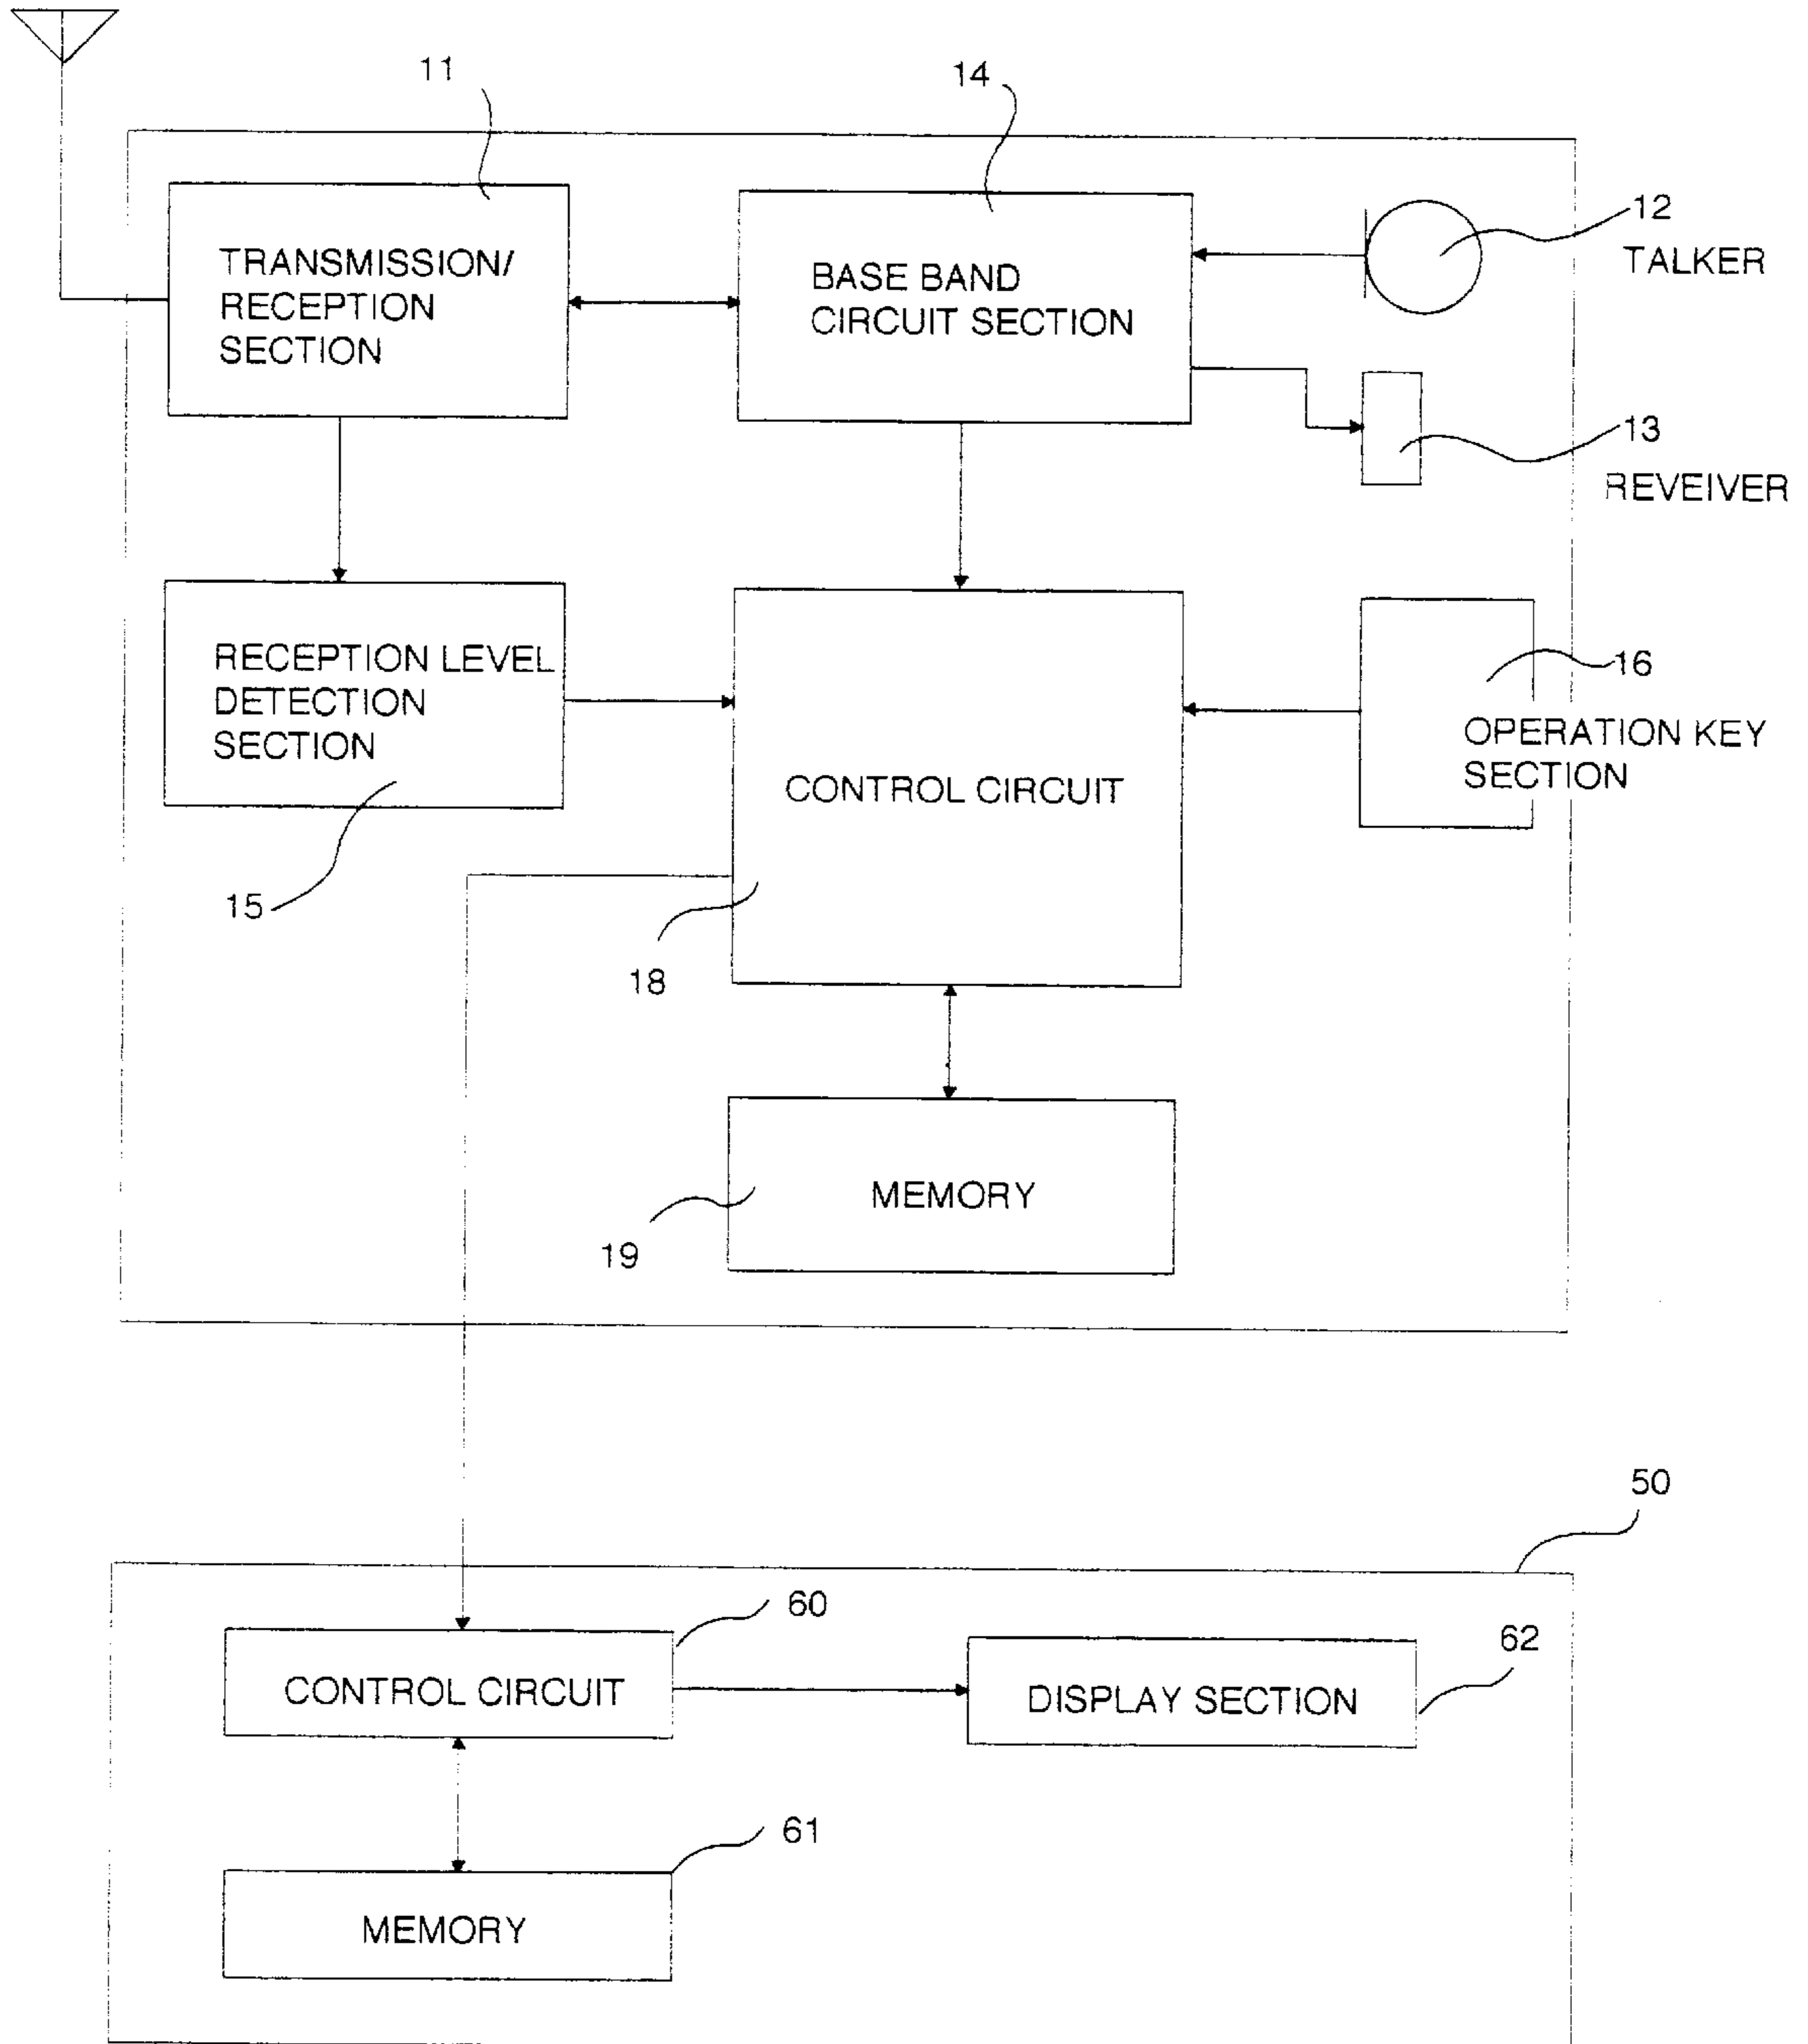 11
14
TRANSMISSION/
RECEPTION
SECTION
BASE BAND
CIRCUIT SECTION
12
TALKER
13
REVEIVER
RECEPTION LEVEL
DETECTION
SECTION
15
CONTROL CIRCUIT
18
16
OPERATION KEY
SECTION
MEMORY
19
50
60
CONTROL CIRCUIT
62
DISPLAY SECTION
61
MEMORY